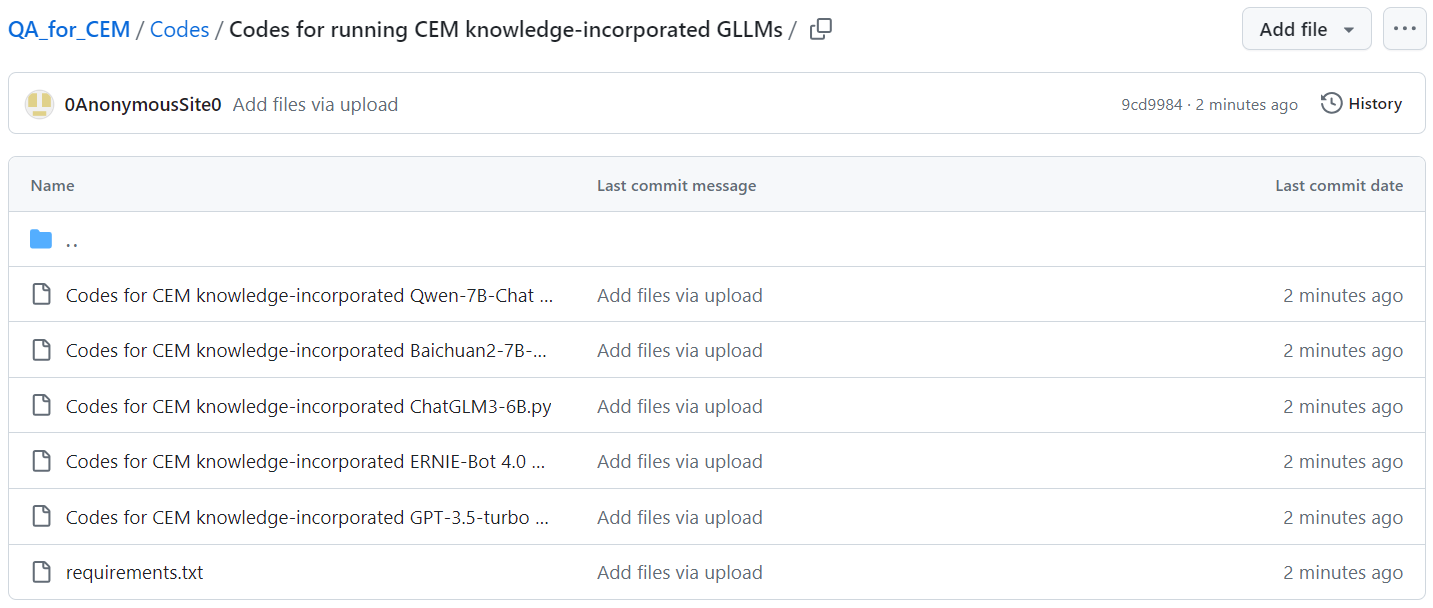 QA_for_CEM / Codes / Codes for running CEM knowledge-incorporated GLLMs /
Add file
0AnonymousSite0 Add files via upload
9cd9984 · 2 minutes ago
History
Name Last commit message Last commit date
..
Codes for CEM knowledge-incorporated Qwen-7B-Chat ... Add files via upload 2 minutes ago
Codes for CEM knowledge-incorporated Baichuan2-7B-... Add files via upload 2 minutes ago
Codes for CEM knowledge-incorporated ChatGLM3-6B.py Add files via upload 2 minutes ago
Codes for CEM knowledge-incorporated ERNIE-Bot 4.0 ... Add files via upload 2 minutes ago
Codes for CEM knowledge-incorporated GPT-3.5-turbo ... Add files via upload 2 minutes ago
requirements.txt Add files via upload 2 minutes ago